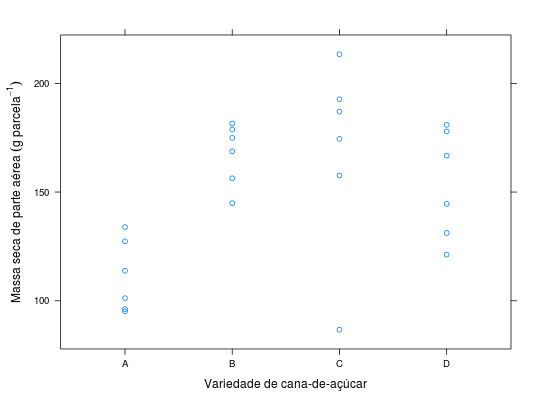 Massa seca de parte aérea (g parcela⁻¹)
200
150
100
A B C D
Variedade de cana-de-açúcar